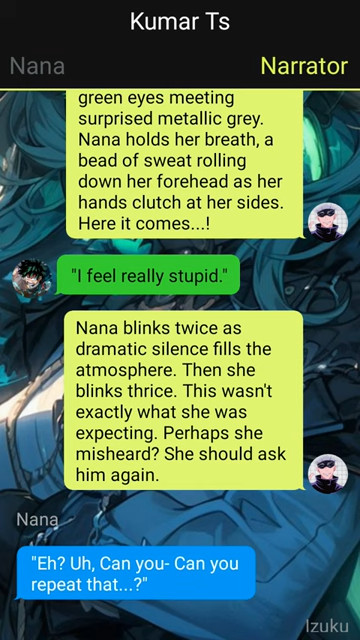 Kumar Ts
Nana
Narrator
green eyes meeting
surprised metallic grey.
Nana holds her breath, a
bead of sweat rolling
down her forehead as her
hands clutch at her sides.
Here it comes...!
"I feel really stupid."
Nana blinks twice as
dramatic silence fills the
atmosphere. Then she
blinks thrice. This wasn't
exactly what she was
expecting. Perhaps she
misheard? She should ask
him again.
Nana
"Eh? Uh, Can you- Can you
repeat that...?"
Izuku